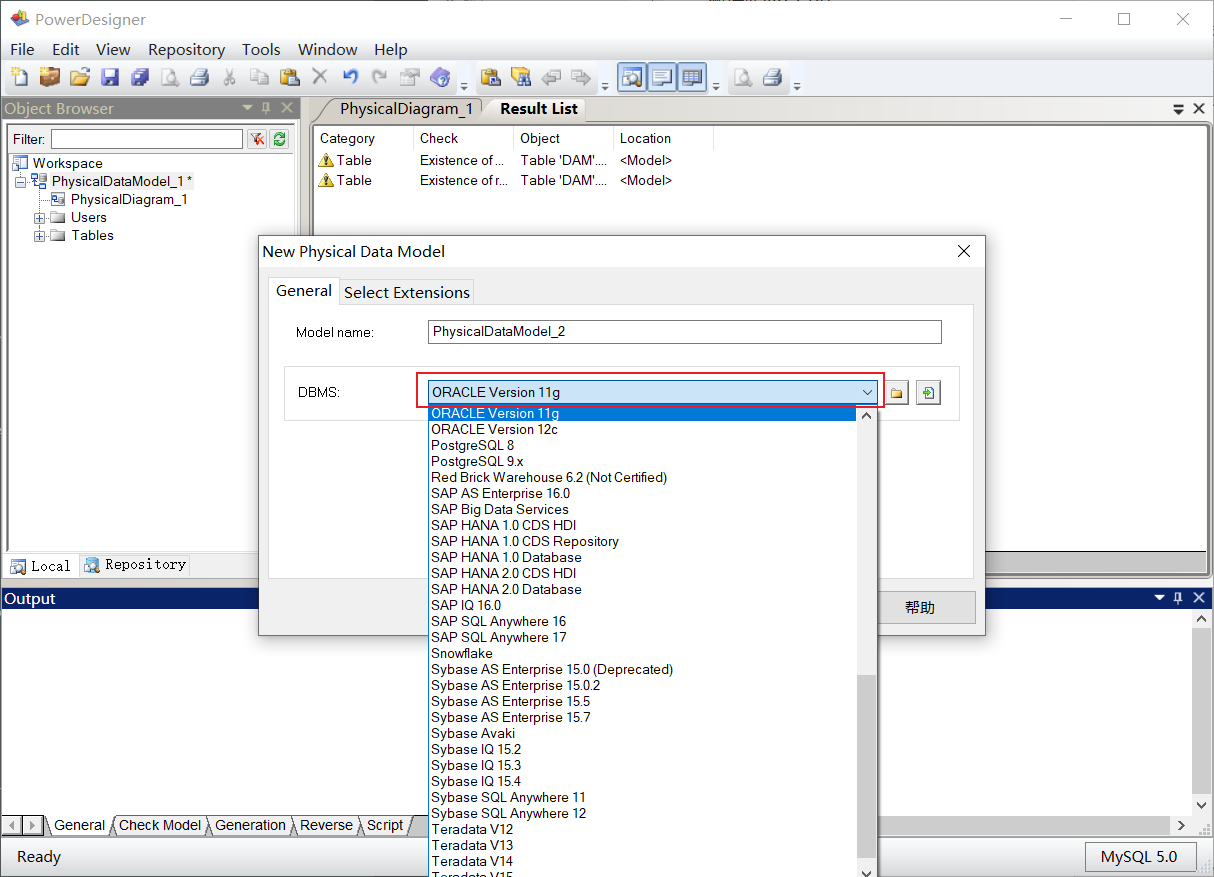 PowerDesigner
File Edit View Repository Tools Window Help
Object Browser
PhysicalDiagram_1 Result List
Filter:
Workspace
PhysicalDataModel_1 *
PhysicalDiagram_1
Users
Tables
Category Check Object Location
Table Existence of ... Table 'DAM'.... <Model>
Table Existence of r... Table 'DAM'.... <Model>
New Physical Data Model
General Select Extensions
Model name: PhysicalDataModel_2
DBMS: ORACLE Version 11g
ORACLE Version 11g
ORACLE Version 12c
PostgreSQL 8
PostgreSQL 9.x
Red Brick Warehouse 6.2 (Not Certified)
SAP AS Enterprise 16.0
SAP Big Data Services
SAP HANA 1.0 CDS HDI
SAP HANA 1.0 CDS Repository
SAP HANA 1.0 Database
SAP HANA 2.0 CDS HDI
SAP HANA 2.0 Database
SAP IQ 16.0
SAP SQL Anywhere 16
SAP SQL Anywhere 17
Snowflake
Sybase AS Enterprise 15.0 (Deprecated)
Sybase AS Enterprise 15.0.2
Sybase AS Enterprise 15.5
Sybase AS Enterprise 15.7
Sybase Avaki
Sybase IQ 15.2
Sybase IQ 15.3
Sybase IQ 15.4
Sybase SQL Anywhere 11
Sybase SQL Anywhere 12
Teradata V12
Teradata V13
Teradata V14
Teradata V15
帮助
Local Repository
Output
General Check Model Generation Reverse Script
Ready
MySQL 5.0